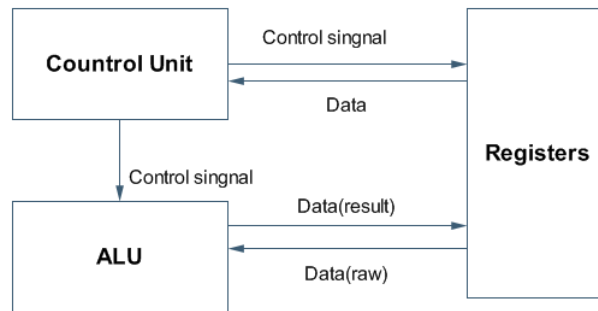 Control singnal
Countrol Unit
Data
Registers
Control singnal
Data(result)
ALU
Data(raw)